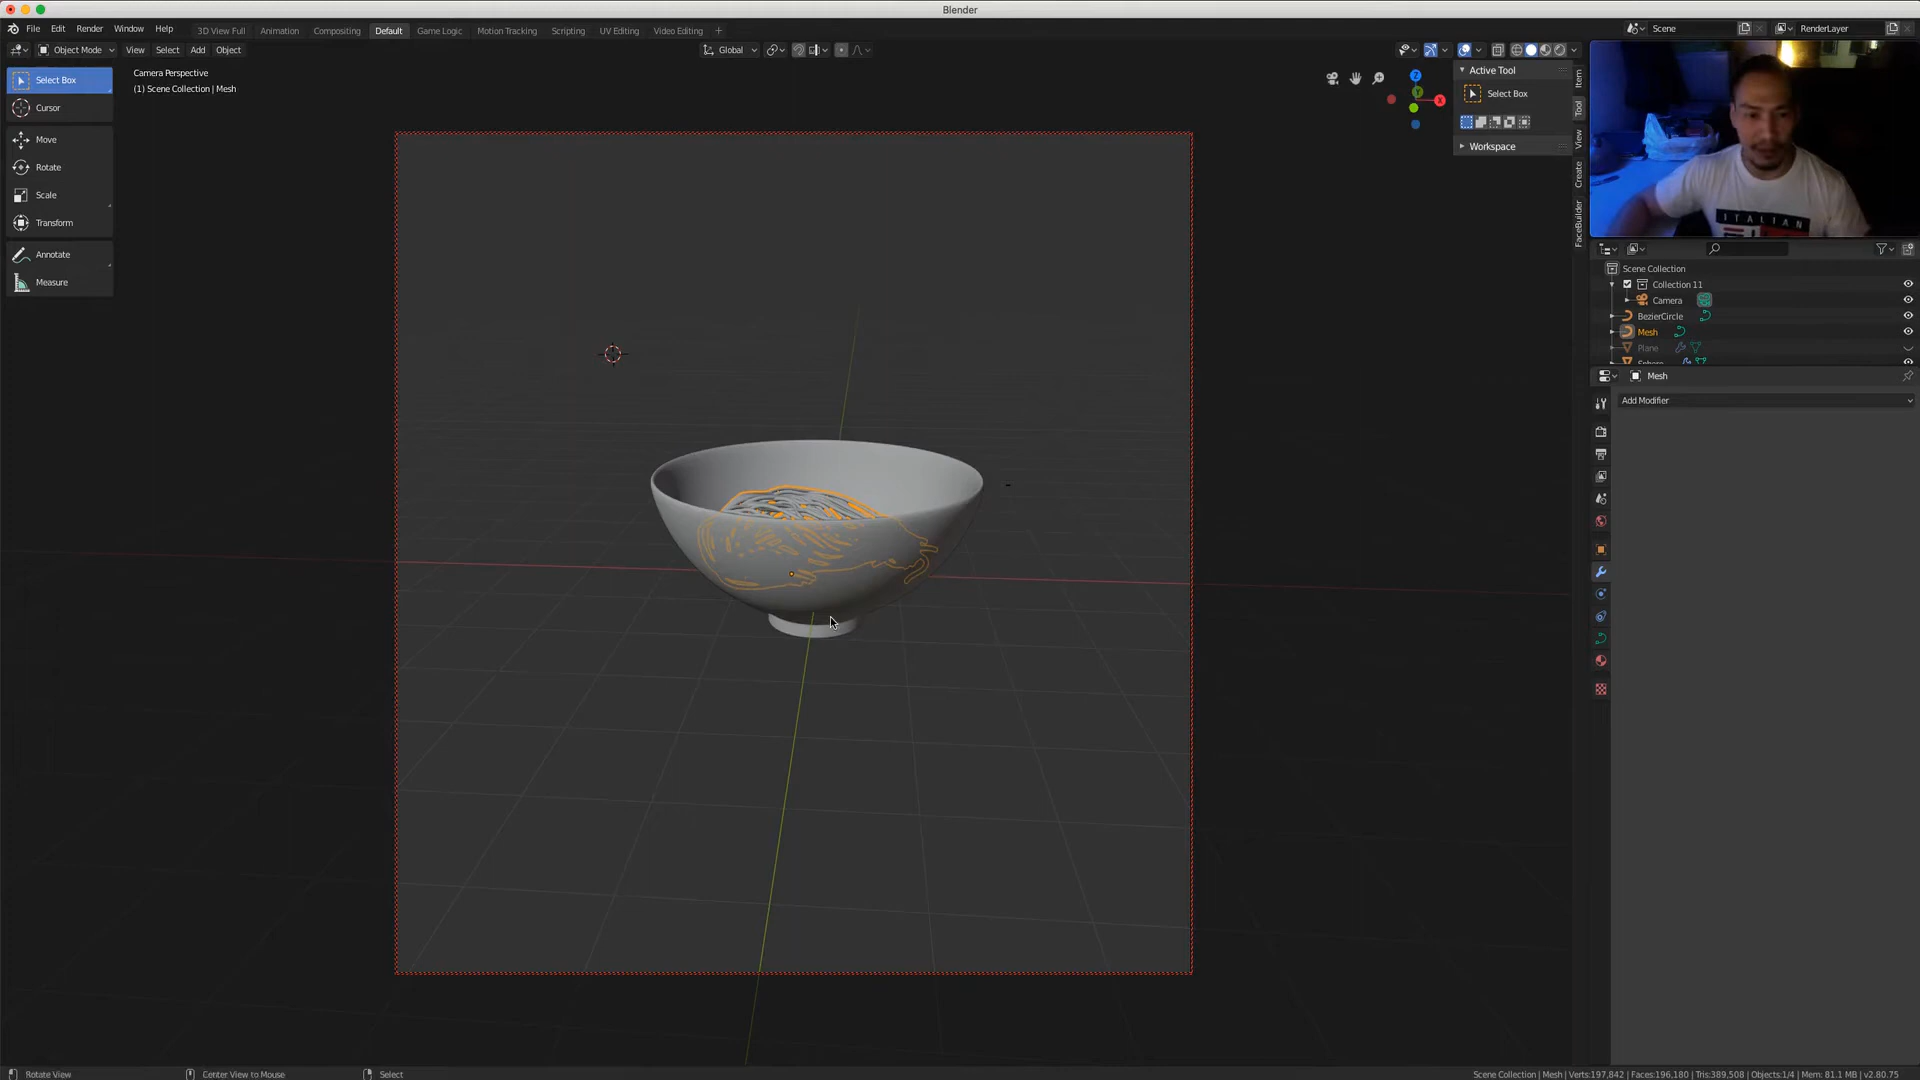 Blender
File Edit Render Window Help
3D View Full Animation Compositing Default Game Logic Motion Tracking Scripting UV Editing Video Editing +
Scene RenderLayer
Object Mode View Select Add Object
Global
Select Box
Cursor
Move
Rotate
Scale
Transform
Annotate
Measure
Camera Perspective
(1) Scene Collection | Mesh
Z
Y
X
Active Tool
Select Box
Workspace
Item
Tool
View
Create
FaceBuilder
ITALIAN
Scene Collection
Collection 11
Camera
BezierCircle
Mesh
Plane
Sphere
Mesh
Add Modifier
Rotate View Center View to Mouse Select
Scene Collection | Mesh | Verts:197,842 | Faces:196,180 | Tris:389,508 | Objects:1/4 | Mem: 81.1 MB | v2.80.75